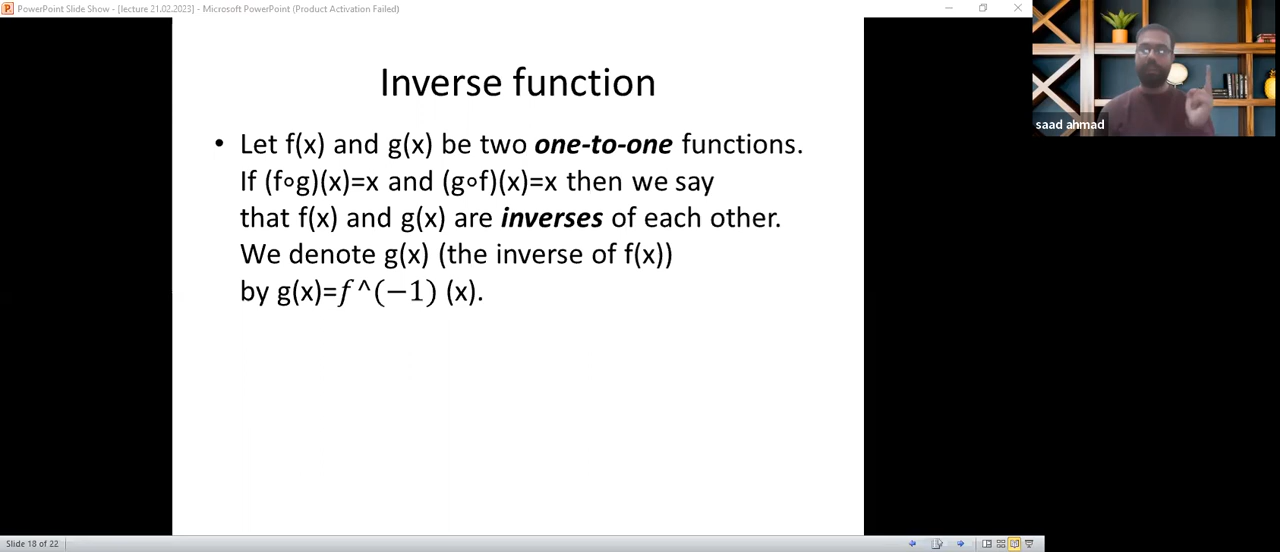 PowerPoint Slide Show - [lecture 21.02.2023] - Microsoft PowerPoint (Product Activation Failed)
saad ahmad
Inverse function
• Let f(x) and g(x) be two one-to-one functions.
If (f∘g)(x)=x and (g∘f)(x)=x then we say
that f(x) and g(x) are inverses of each other.
We denote g(x) (the inverse of f(x))
by g(x)=𝑓^(−1) (x).
Slide 18 of 22